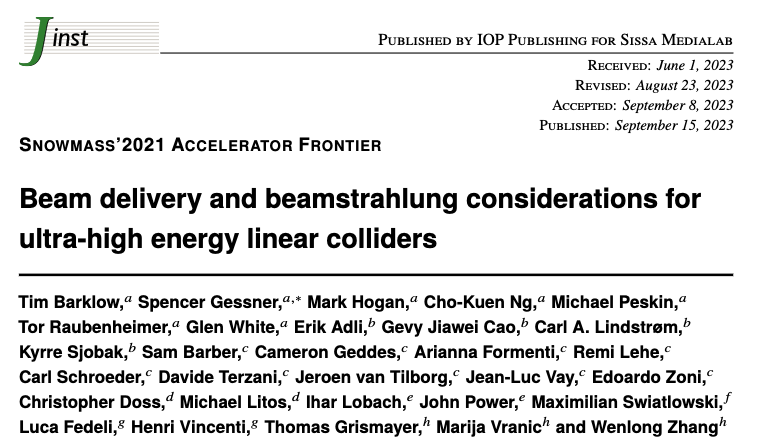 Jinst
PUBLISHED BY IOP PUBLISHING FOR SISSA MEDIALAB
RECEIVED: June 1, 2023
REVISED: August 23, 2023
ACCEPTED: September 8, 2023
PUBLISHED: September 15, 2023
SNOWMASS'2021 ACCELERATOR FRONTIER
Beam delivery and beamstrahlung considerations for
ultra-high energy linear colliders
Tim Barklow,ᵃ Spencer Gessner,ᵃ,* Mark Hogan,ᵃ Cho-Kuen Ng,ᵃ Michael Peskin,ᵃ
Tor Raubenheimer,ᵃ Glen White,ᵃ Erik Adli,ᵇ Gevy Jiawei Cao,ᵇ Carl A. Lindstrøm,ᵇ
Kyrre Sjobak,ᵇ Sam Barber,ᶜ Cameron Geddes,ᶜ Arianna Formenti,ᶜ Remi Lehe,ᶜ
Carl Schroeder,ᶜ Davide Terzani,ᶜ Jeroen van Tilborg,ᶜ Jean-Luc Vay,ᶜ Edoardo Zoni,ᶜ
Christopher Doss,ᵈ Michael Litos,ᵈ Ihar Lobach,ᵉ John Power,ᵉ Maximilian Swiatlowski,ᶠ
Luca Fedeli,ᵍ Henri Vincenti,ᵍ Thomas Grismayer,ʰ Marija Vranicʰ and Wenlong Zhangʰ